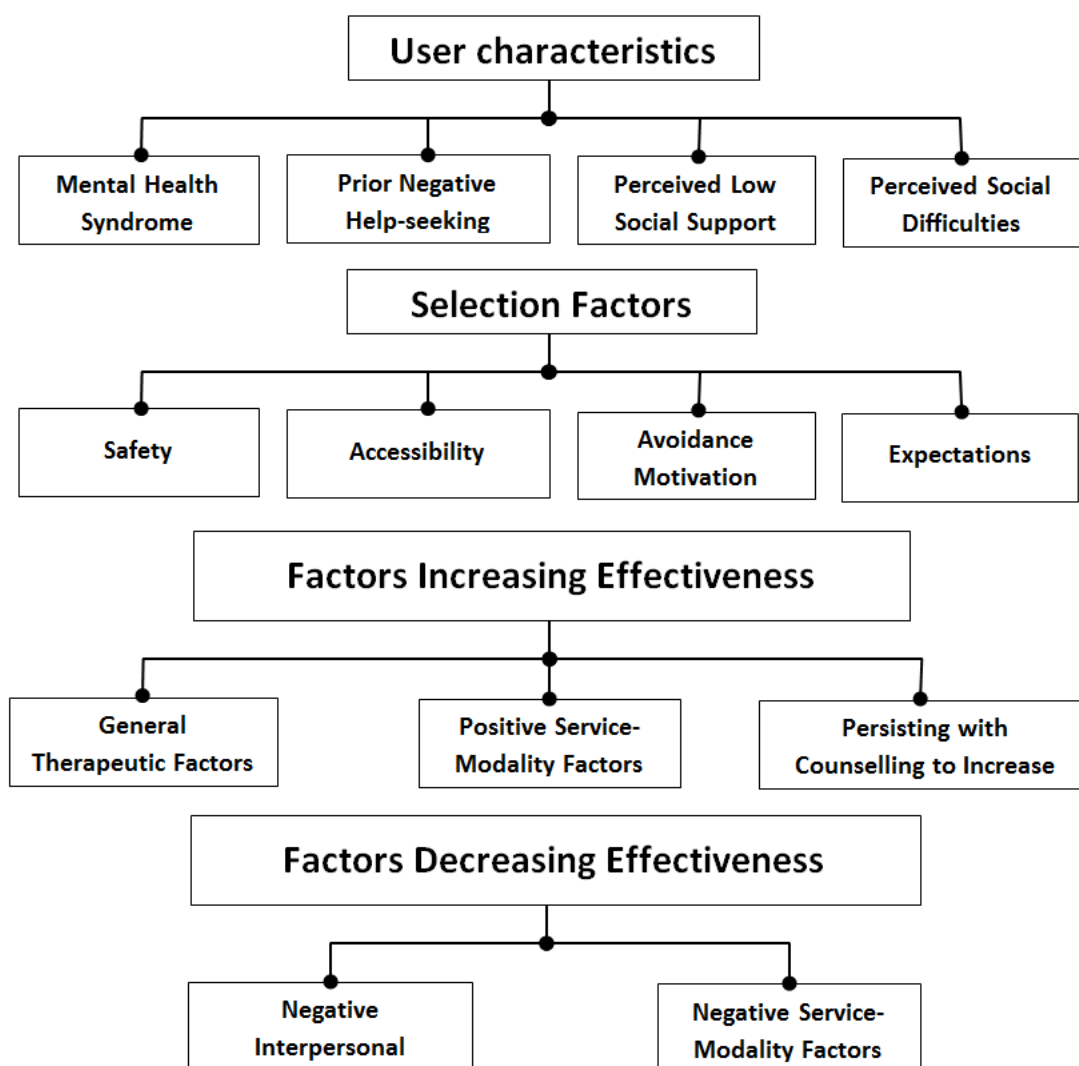 User characteristics
Mental Health
Syndrome
Prior Negative
Help-seeking
Perceived Low
Social Support
Perceived Social
Difficulties
Selection Factors
Safety
Accessibility
Avoidance
Motivation
Expectations
Factors Increasing Effectiveness
General
Therapeutic Factors
Positive Service-
Modality Factors
Persisting with
Counselling to Increase
Factors Decreasing Effectiveness
Negative
Interpersonal
Negative Service-
Modality Factors